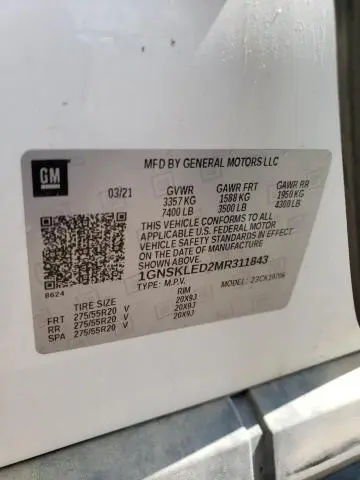 GM
MFD BY GENERAL MOTORS LLC
03/21 GVWR GAWR FRT GAWR RR
3357 KG 1588 KG 1950 KG
7400 LB 3500 LB 4300 LB
THIS VEHICLE CONFORMS TO ALL
APPLICABLE U.S. FEDERAL MOTOR
VEHICLE SAFETY STANDARDS IN EFFECT
ON THE DATE OF MANUFACTURE
SHOWN ABOVE.
1GNSKLED2MR311843
TYPE: M.P.V. MODEL: 23CK10706
8624
TIRE SIZE RIM
FRT 275/55R20 V 20X9J
RR 275/55R20 V 20X9J
SPA 275/55R20 V 20X9J